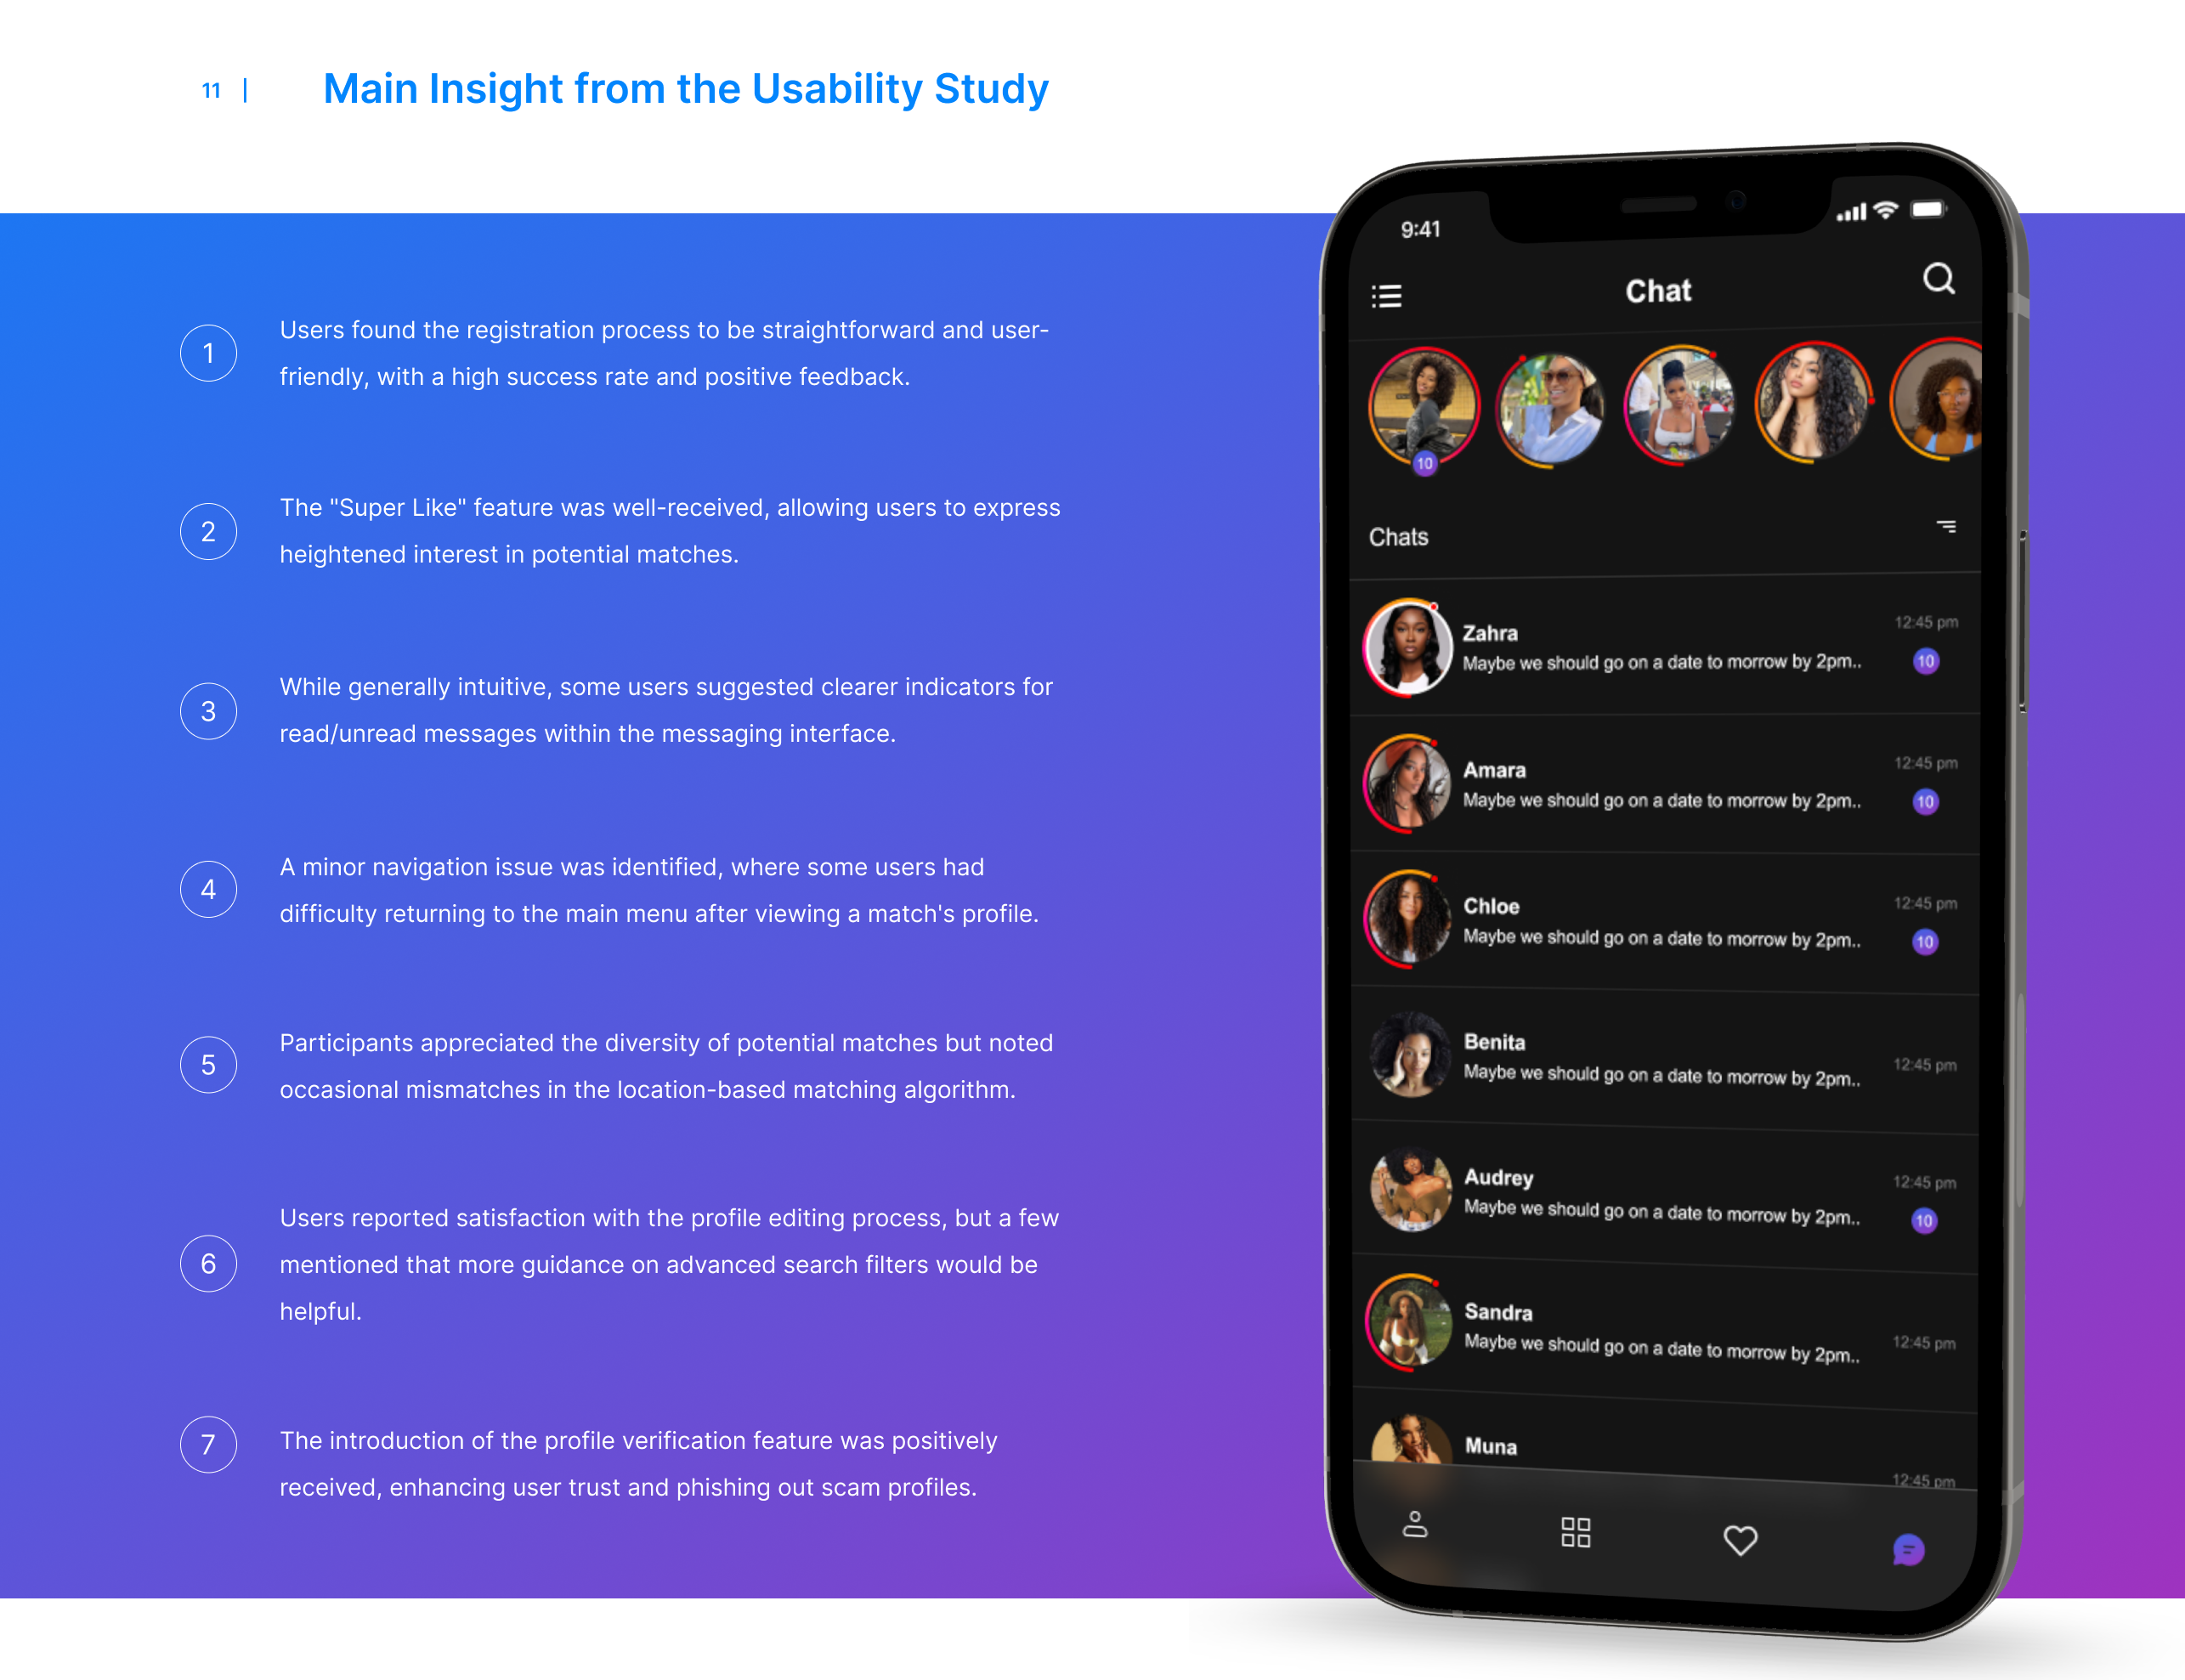 11 | Main Insight from the Usability Study
1
Users found the registration process to be straightforward and user-
friendly, with a high success rate and positive feedback.
2
The "Super Like" feature was well-received, allowing users to express
heightened interest in potential matches.
3
While generally intuitive, some users suggested clearer indicators for
read/unread messages within the messaging interface.
4
A minor navigation issue was identified, where some users had
difficulty returning to the main menu after viewing a match's profile.
5
Participants appreciated the diversity of potential matches but noted
occasional mismatches in the location-based matching algorithm.
6
Users reported satisfaction with the profile editing process, but a few
mentioned that more guidance on advanced search filters would be
helpful.
7
The introduction of the profile verification feature was positively
received, enhancing user trust and phishing out scam profiles.
9:41
Chat
10
Chats
Zahra
12:45 pm
Maybe we should go on a date to morrow by 2pm..
10
Amara
12:45 pm
Maybe we should go on a date to morrow by 2pm..
10
Chloe
12:45 pm
Maybe we should go on a date to morrow by 2pm..
10
Benita
12:45 pm
Maybe we should go on a date to morrow by 2pm..
Audrey
12:45 pm
Maybe we should go on a date to morrow by 2pm..
10
Sandra
12:45 pm
Maybe we should go on a date to morrow by 2pm..
Muna
12:45 pm